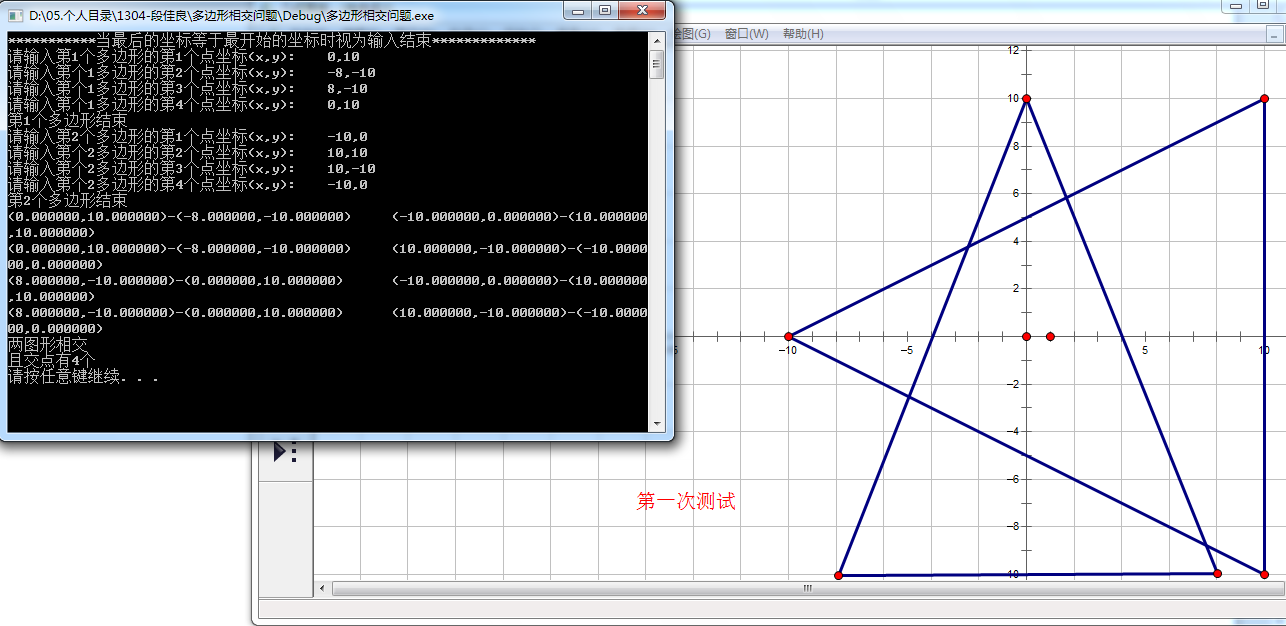 D:\05.个人目录\1304-段佳良\多边形相交问题\Debug\多边形相交问题.exe
***********当最后的坐标等于最开始的坐标时视为输入结束*************
请输入第1个多边形的第1个点坐标(x,y):    0,10
请输入第个1多边形的第2个点坐标(x,y):    -8,-10
请输入第个1多边形的第3个点坐标(x,y):    8,-10
请输入第个1多边形的第4个点坐标(x,y):    0,10
第1个多边形结束
请输入第2个多边形的第1个点坐标(x,y):    -10,0
请输入第个2多边形的第2个点坐标(x,y):    10,10
请输入第个2多边形的第3个点坐标(x,y):    10,-10
请输入第个2多边形的第4个点坐标(x,y):    -10,0
第2个多边形结束
(0.000000,10.000000)-(-8.000000,-10.000000)     (-10.000000,0.000000)-(10.000000
,10.000000)
(0.000000,10.000000)-(-8.000000,-10.000000)     (10.000000,-10.000000)-(-10.0000
00,0.000000)
(8.000000,-10.000000)-(0.000000,10.000000)      (-10.000000,0.000000)-(10.000000
,10.000000)
(8.000000,-10.000000)-(0.000000,10.000000)      (10.000000,-10.000000)-(-10.0000
00,0.000000)
两图形相交
且交点有4个
请按任意键继续. . .
绘图(G) 窗口(W) 帮助(H)
12
10
8
6
4
2
-10 -5 5 10
-2
-4
-6
-8
10
第一次测试